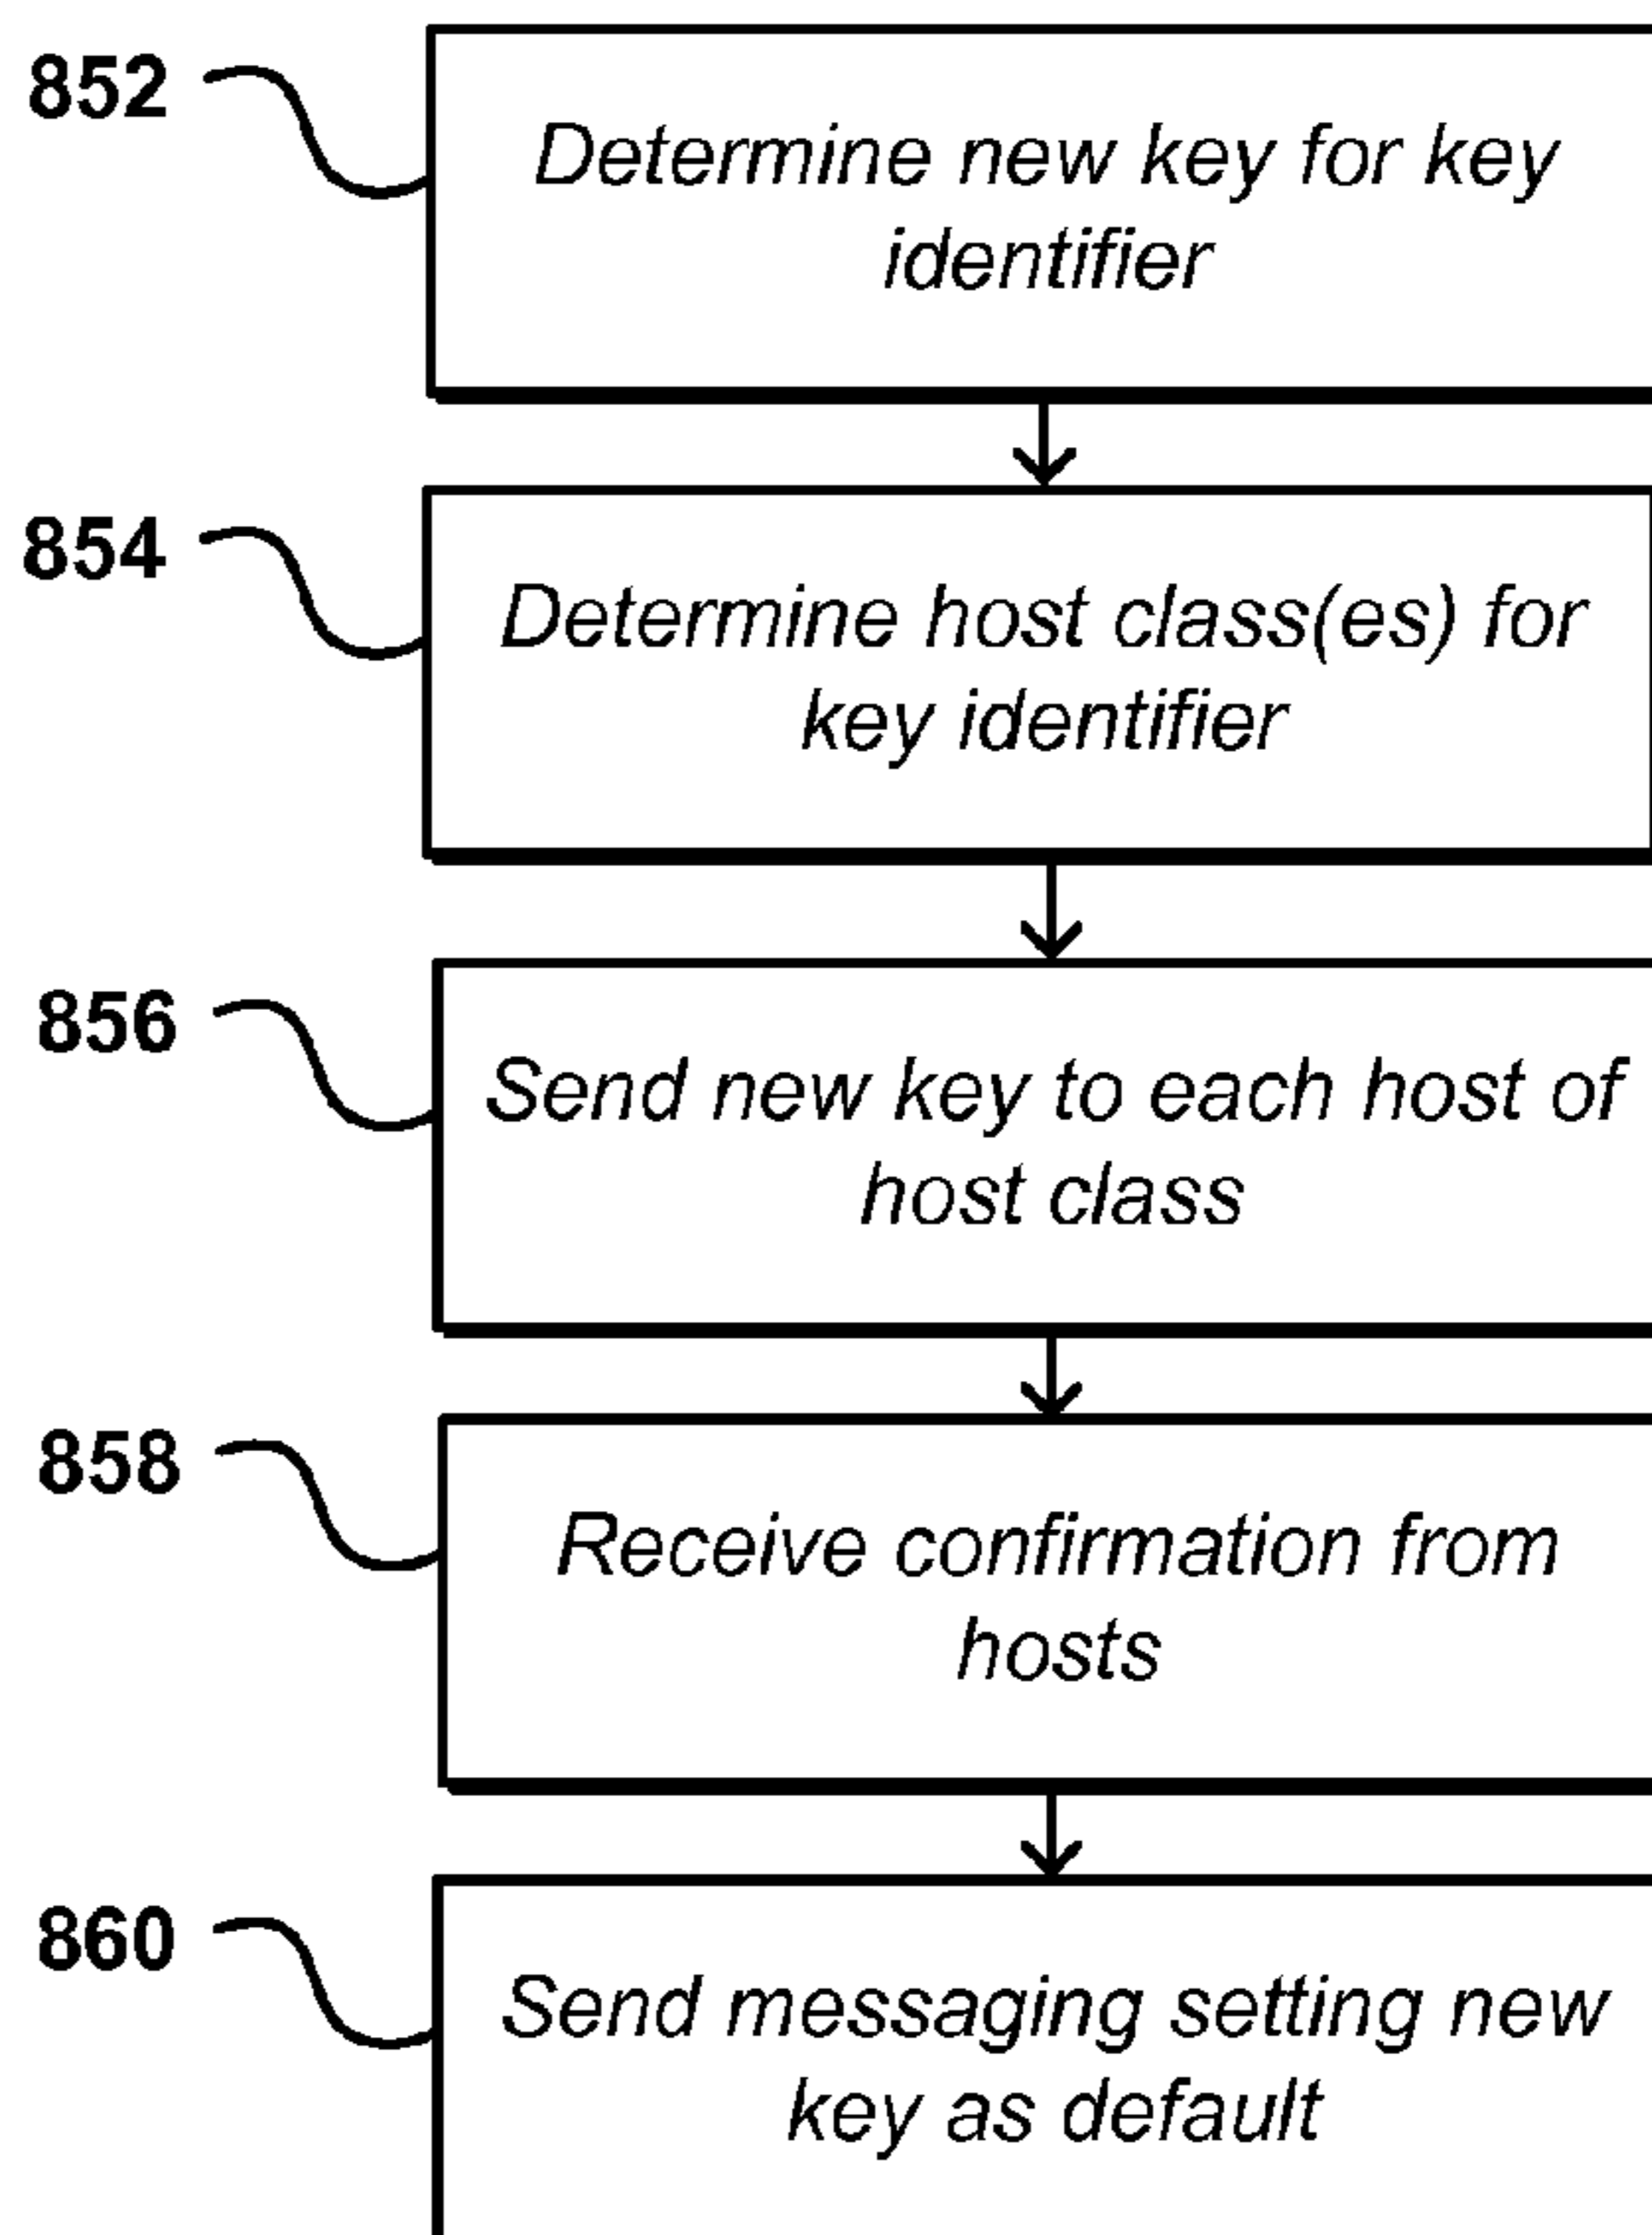 852
Determine new key for key
identifier
854
Determine host class(es) for
key identifier
856
Send new key to each host of
host class
858
Receive confirmation from
hosts
860
Send messaging setting new
key as default